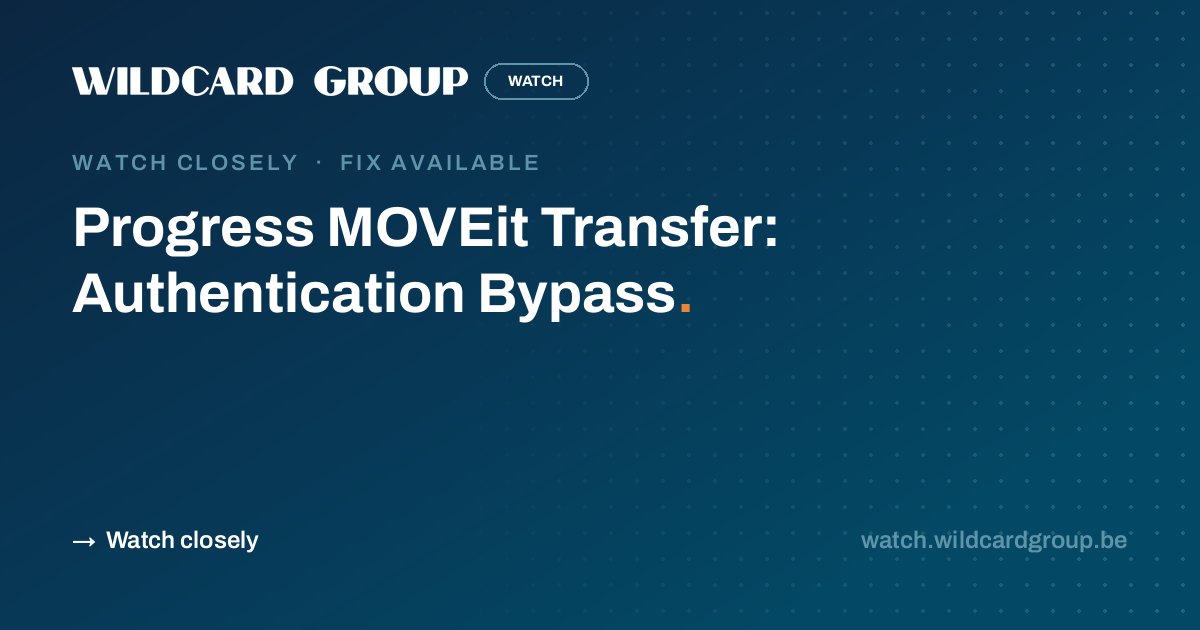 WILDCARD GROUP WATCH
WATCH CLOSELY · FIX AVAILABLE
Progress MOVEit Transfer:
Authentication Bypass.
→ Watch closely
watch.wildcardgroup.be